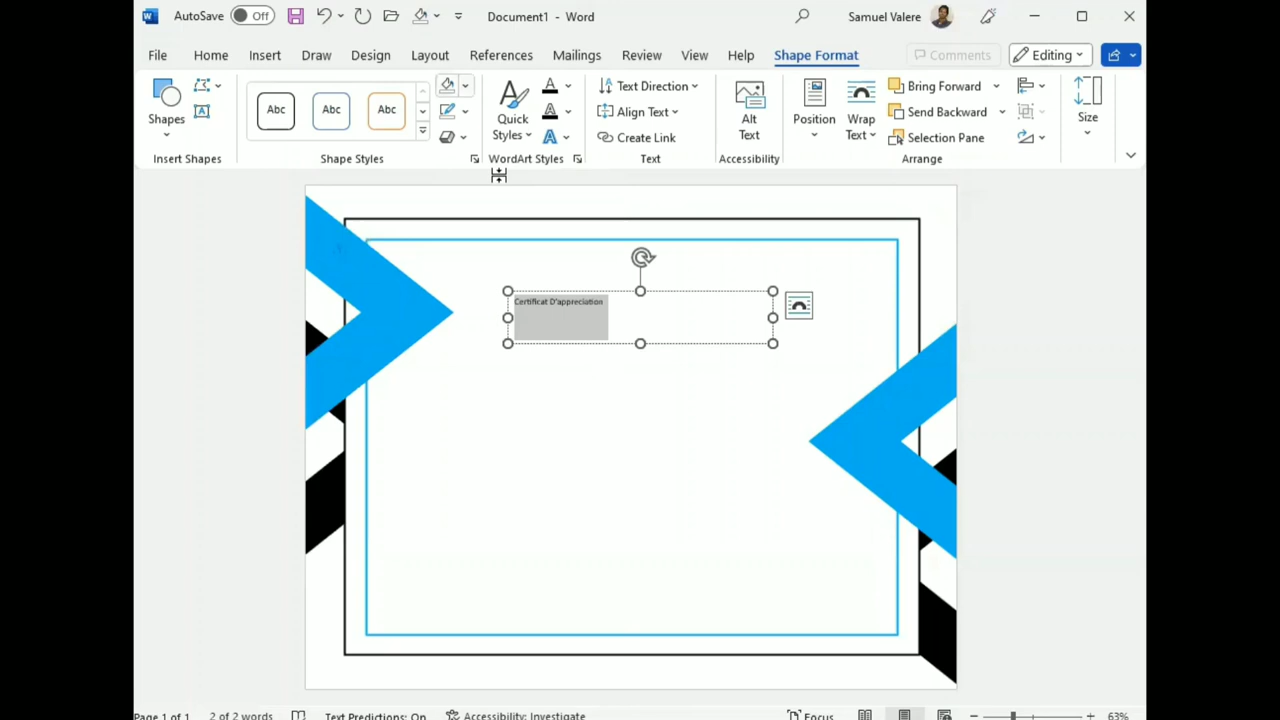 AutoSave Off Document1 - Word Samuel Valere
File Home Insert Draw Design Layout References Mailings Review View Help Shape Format Comments Editing
Shapes
Insert Shapes
Abc Abc Abc
Shape Styles
Quick Styles
WordArt Styles
Text Direction
Align Text
Create Link
Text
Alt Text
Accessibility
Position
Wrap Text
Bring Forward
Send Backward
Selection Pane
Arrange
Size
Certificat D'appreciation
Page 1 of 1 2 of 2 words Text Predictions: On Accessibility: Investigate Focus 63%